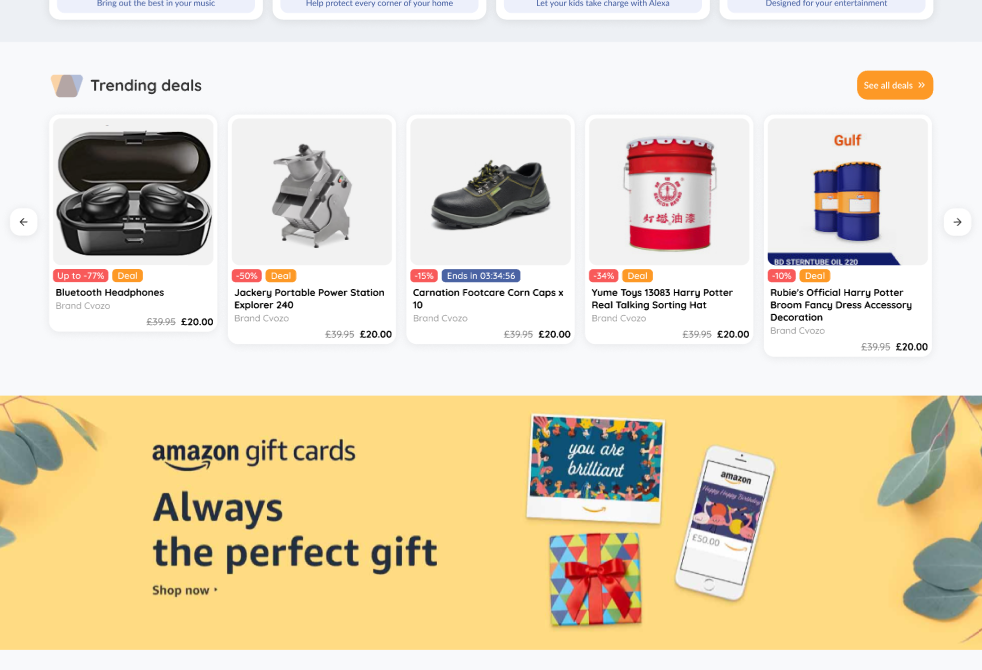 Bring out the best in your music
Help protect every corner of your home
Let your kids take charge with Alexa
Designed for your entertainment
Trending deals
See all deals »
Up to -77% Deal
Bluetooth Headphones
Brand Cvozo
£39.95 £20.00
-50% Deal
Jackery Portable Power Station
Explorer 240
Brand Cvozo
£39.95 £20.00
-15% Ends in 03:34:56
Carnation Footcare Corn Caps x
10
Brand Cvozo
£39.95 £20.00
灯塔油漆
-34% Deal
Yume Toys 13083 Harry Potter
Real Talking Sorting Hat
Brand Cvozo
£39.95 £20.00
Gulf
BD STERNTUBE OIL 220
-10% Deal
Rubie's Official Harry Potter
Broom Fancy Dress Accessory
Decoration
Brand Cvozo
£39.95 £20.00
amazon gift cards
Always
the perfect gift
Shop now
you are
brilliant
amazon
Happy Happy Birthday
£50.00